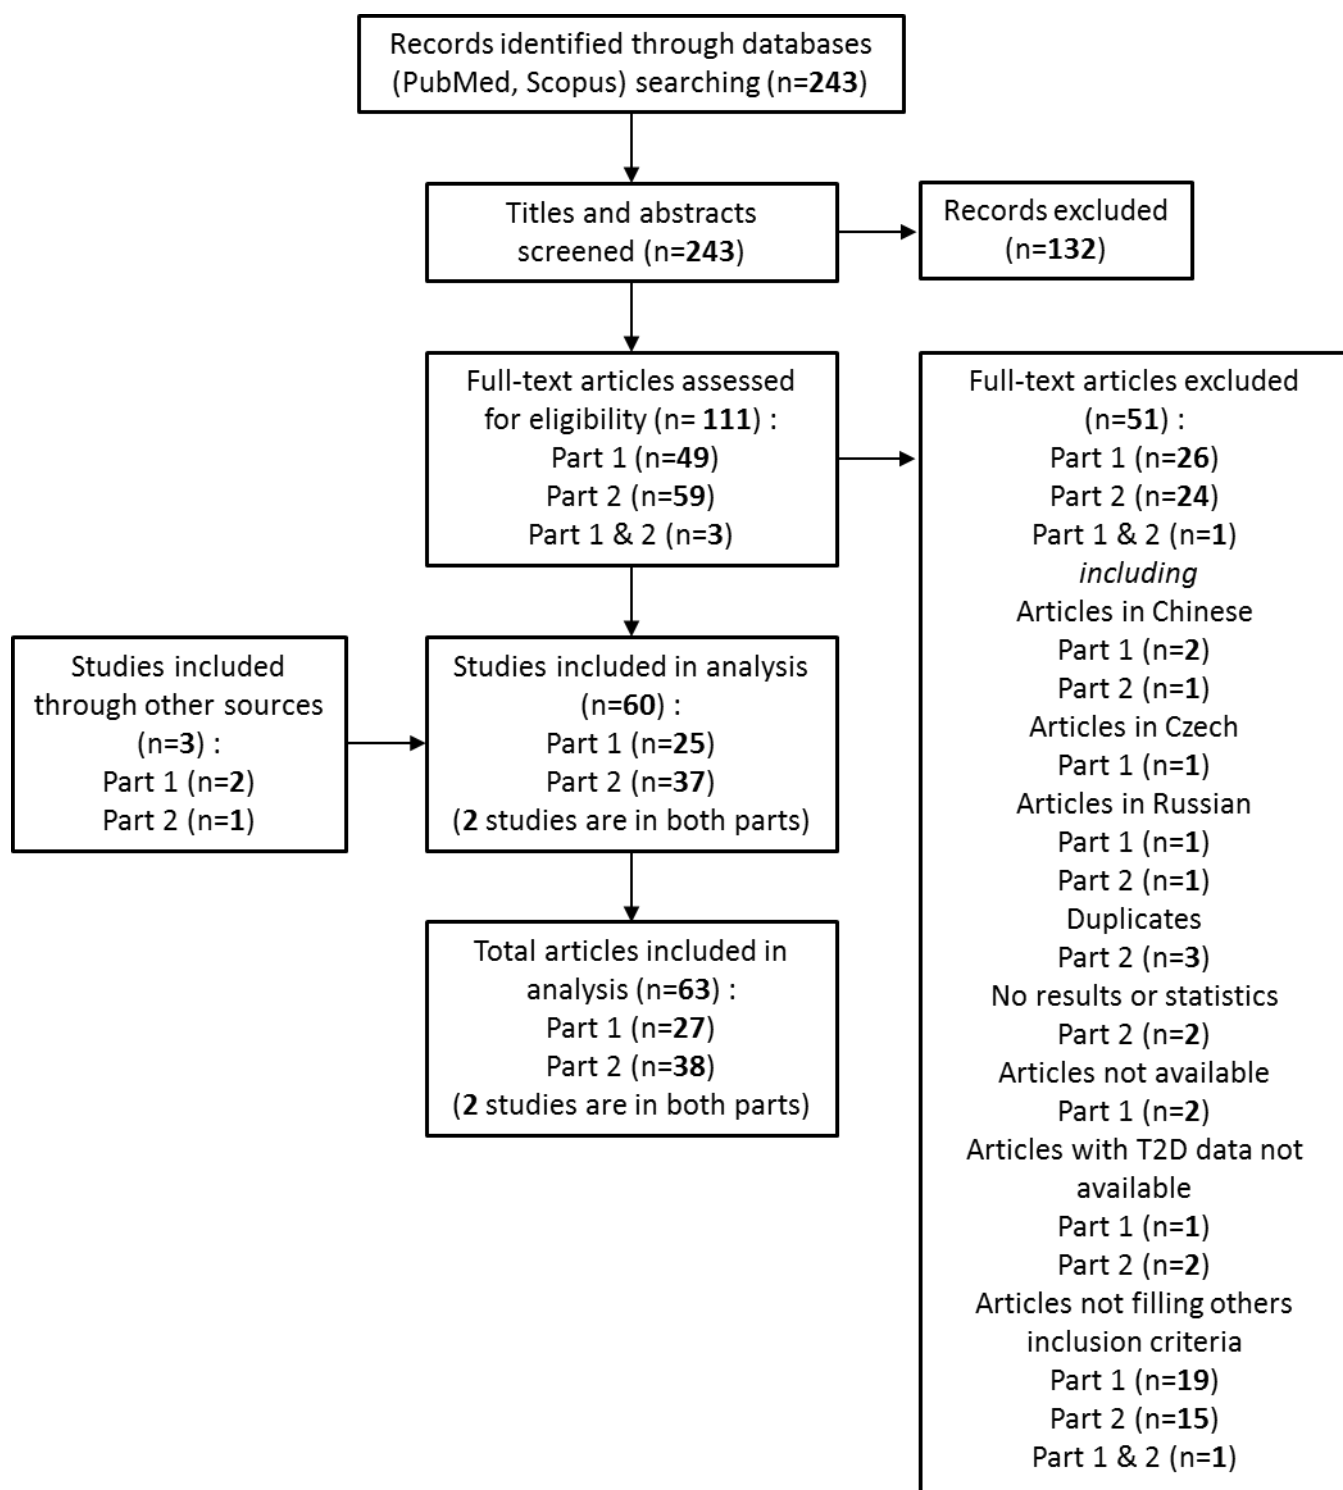 Records identified through databases
(PubMed, Scopus) searching (n=243)
Titles and abstracts
screened (n=243)
Records excluded
(n=132)
Full-text articles assessed
for eligibility (n= 111) :
Part 1 (n=49)
Part 2 (n=59)
Part 1 & 2 (n=3)
Full-text articles excluded
(n=51) :
Part 1 (n=26)
Part 2 (n=24)
Part 1 & 2 (n=1)
including
Articles in Chinese
Part 1 (n=2)
Part 2 (n=1)
Articles in Czech
Part 1 (n=1)
Articles in Russian
Part 1 (n=1)
Part 2 (n=1)
Duplicates
Part 2 (n=3)
No results or statistics
Part 2 (n=2)
Articles not available
Part 1 (n=2)
Articles with T2D data not
available
Part 1 (n=1)
Part 2 (n=2)
Articles not filling others
inclusion criteria
Part 1 (n=19)
Part 2 (n=15)
Part 1 & 2 (n=1)
Studies included
through other sources
(n=3) :
Part 1 (n=2)
Part 2 (n=1)
Studies included in analysis
(n=60) :
Part 1 (n=25)
Part 2 (n=37)
(2 studies are in both parts)
Total articles included in
analysis (n=63) :
Part 1 (n=27)
Part 2 (n=38)
(2 studies are in both parts)